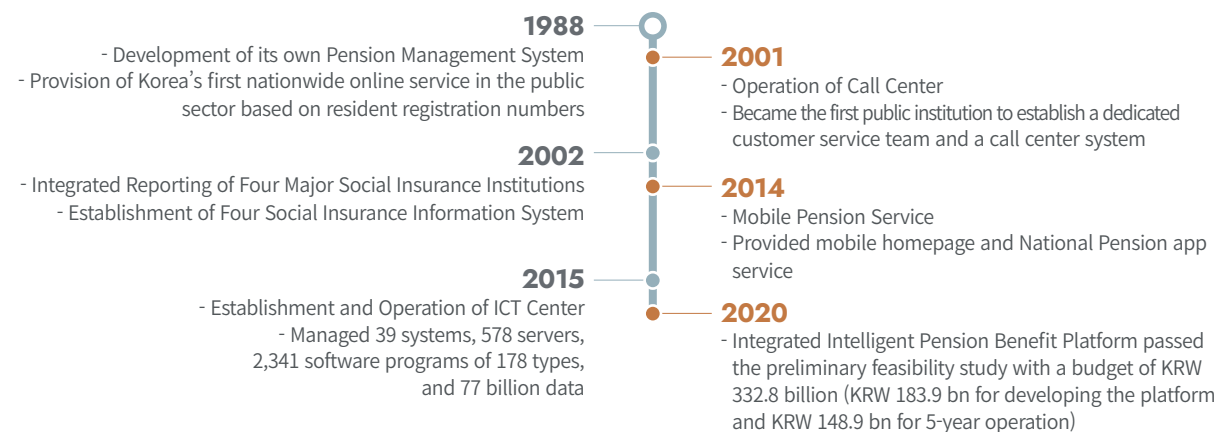 1988
- Development of its own Pension Management System
- Provision of Korea’s first nationwide online service in the public
sector based on resident registration numbers
2001
- Operation of Call Center
- Became the first public institution to establish a dedicated
customer service team and a call center system
2002
- Integrated Reporting of Four Major Social Insurance Institutions
- Establishment of Four Social Insurance Information System
2014
- Mobile Pension Service
- Provided mobile homepage and National Pension app
service
2015
- Establishment and Operation of ICT Center
- Managed 39 systems, 578 servers,
2,341 software programs of 178 types,
and 77 billion data
2020
- Integrated Intelligent Pension Benefit Platform passed
the preliminary feasibility study with a budget of KRW
332.8 billion (KRW 183.9 bn for developing the platform
and KRW 148.9 bn for 5-year operation)